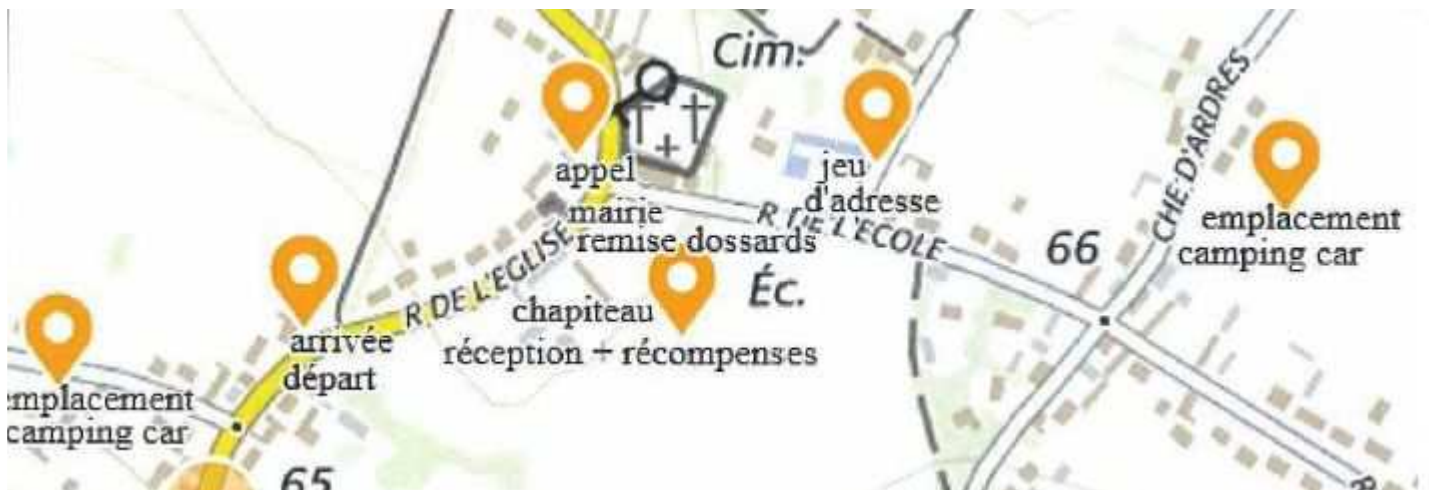 Cim.
appel
mairie
remise dossards
jeu
d'adresse
R DE L'ECOLE
CHE D'ARDRES
emplacement
camping car
66
R DE L'EGLISE
Éc.
chapiteau
réception + récompenses
arrivée
départ
emplacement
camping car
65